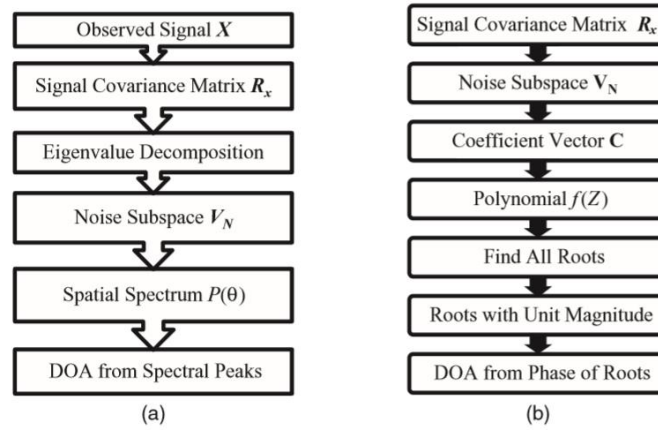 Observed Signal X
Signal Covariance Matrix Rx
Eigenvalue Decomposition
Noise Subspace VN
Spatial Spectrum P(θ)
DOA from Spectral Peaks
(a)
Signal Covariance Matrix Rx
Noise Subspace VN
Coefficient Vector C
Polynomial f(Z)
Find All Roots
Roots with Unit Magnitude
DOA from Phase of Roots
(b)